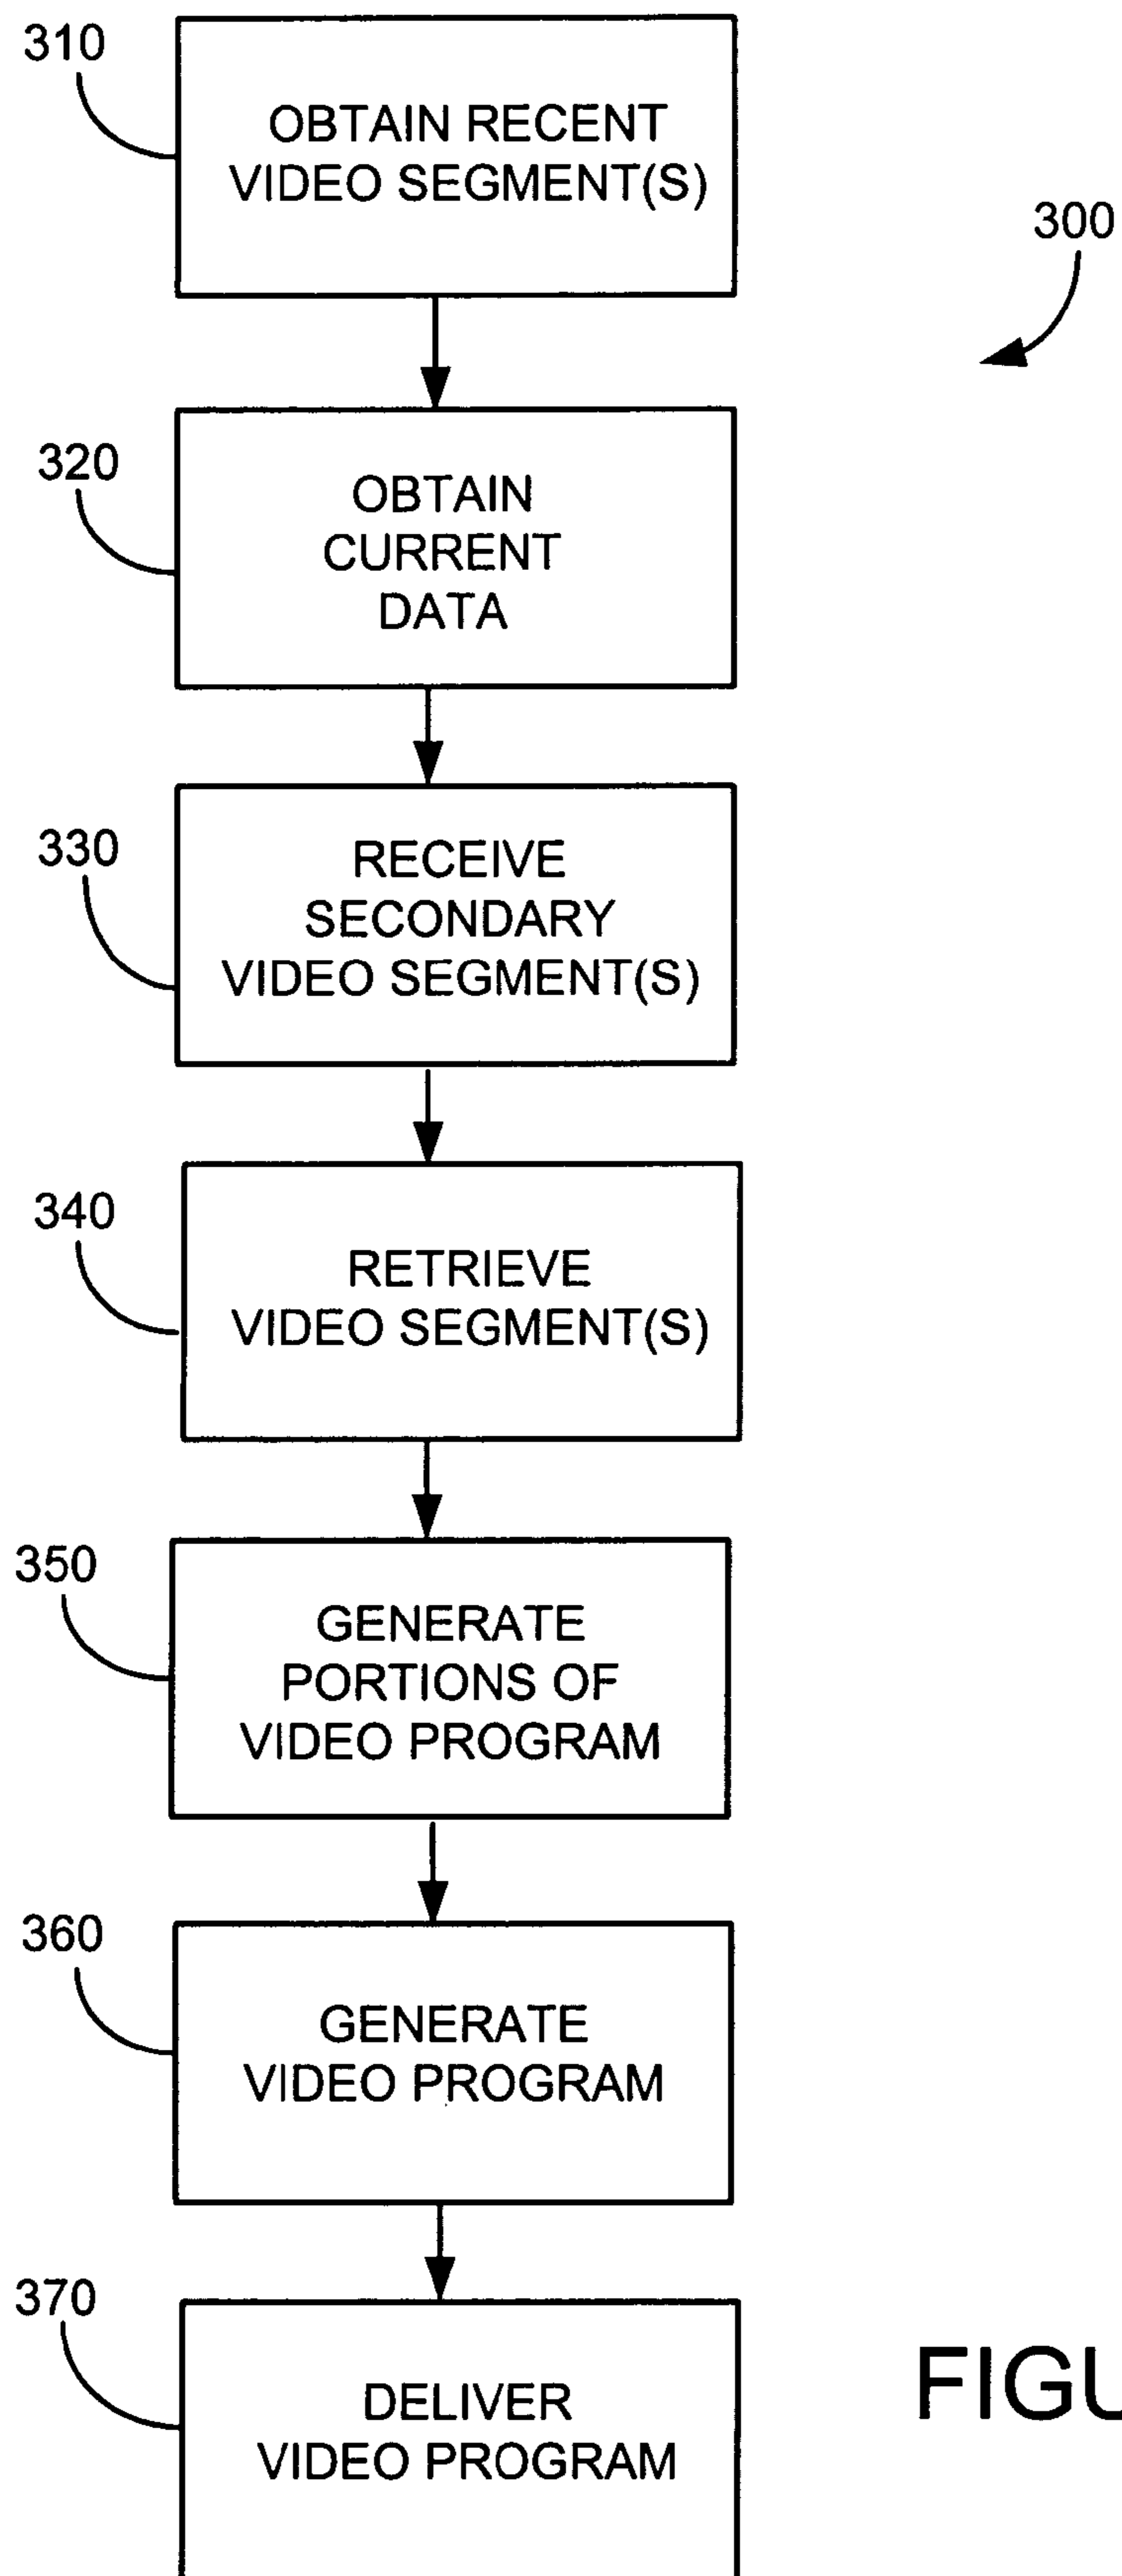 310
OBTAIN RECENT
VIDEO SEGMENT(S)
300
320
OBTAIN
CURRENT
DATA
330
RECEIVE
SECONDARY
VIDEO SEGMENT(S)
340
RETRIEVE
VIDEO SEGMENT(S)
350
GENERATE
PORTIONS OF
VIDEO PROGRAM
360
GENERATE
VIDEO PROGRAM
370
DELIVER
VIDEO PROGRAM